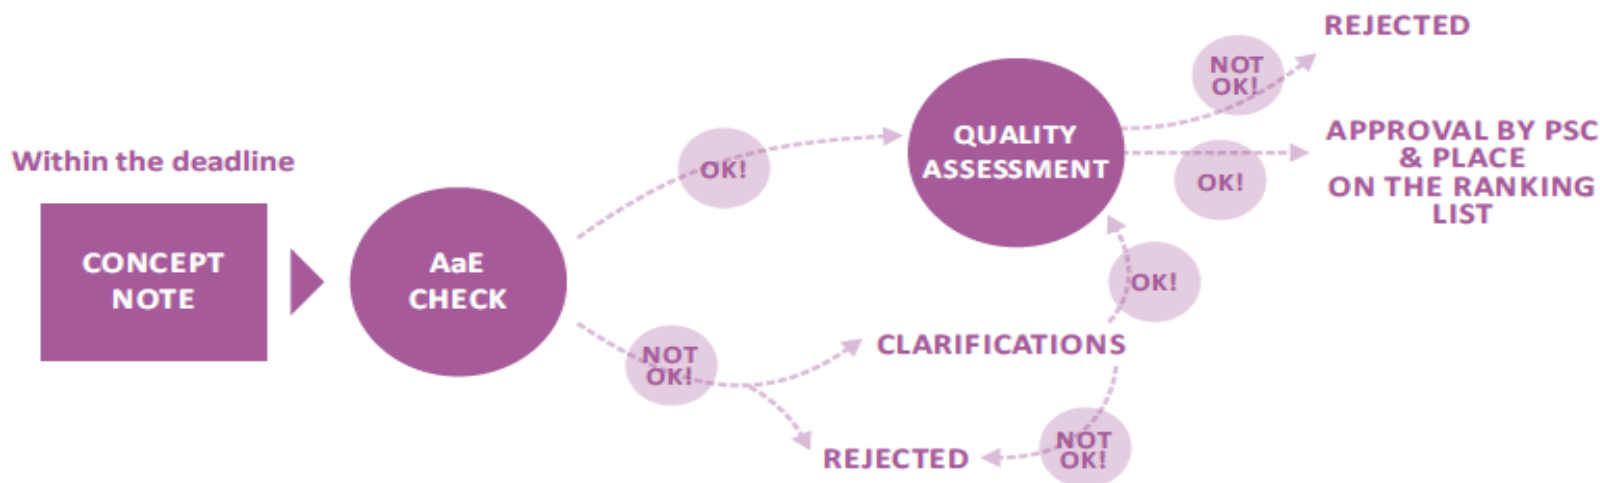 Within the deadline
CONCEPT
NOTE
AaE
CHECK
OK!
NOT
OK!
QUALITY
ASSESSMENT
NOT
OK!
REJECTED
OK!
APPROVAL BY PSC
& PLACE
ON THE RANKING
LIST
OK!
CLARIFICATIONS
NOT
OK!
REJECTED